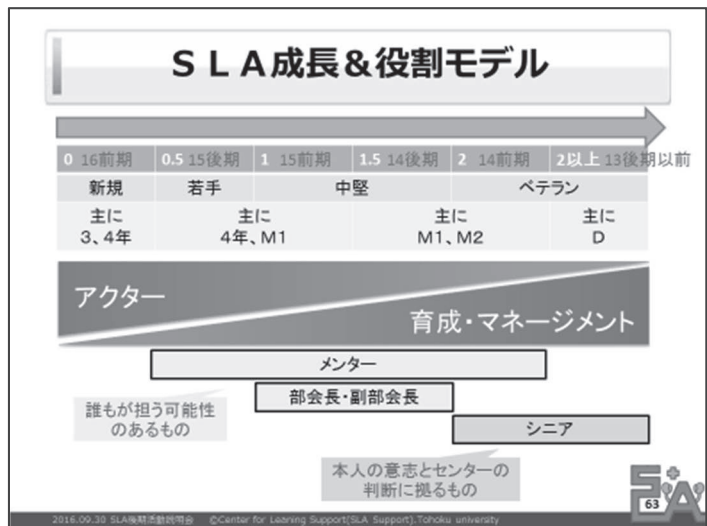 ＳＬＡ成長＆役割モデル
0 16前期 0.5 15後期 1 15前期 1.5 14後期 2 14前期 2以上 13後期以前
新規 若手 中堅 ベテラン
主に 主に 主に 主に
3、4年 4年、M1 M1、M2 D
アクター
育成・マネージメント
メンター
部会長・副部会長
誰もが担う可能性
のあるもの
シニア
本人の意志とセンターの
判断に拠るもの
SLA
63
2016.09.30 SLA後期活動説明会 ©Center for Learning Support(SLA Support).Tohoku university